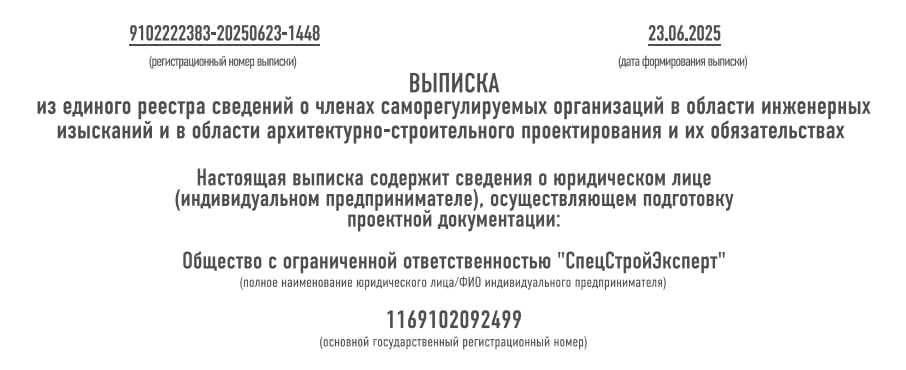 9102222383-20250623-1448 23.06.2025
(регистрационный номер выписки) (дата формирования выписки)
ВЫПИСКА
из единого реестра сведений о членах саморегулируемых организаций в области инженерных
изысканий и в области архитектурно-строительного проектирования и их обязательствах
Настоящая выписка содержит сведения о юридическом лице
(индивидуальном предпринимателе), осуществляющем подготовку
проектной документации:
Общество с ограниченной ответственностью "СпецСтройЭксперт"
(полное наименование юридического лица/ФИО индивидуального предпринимателя)
1169102092499
(основной государственный регистрационный номер)